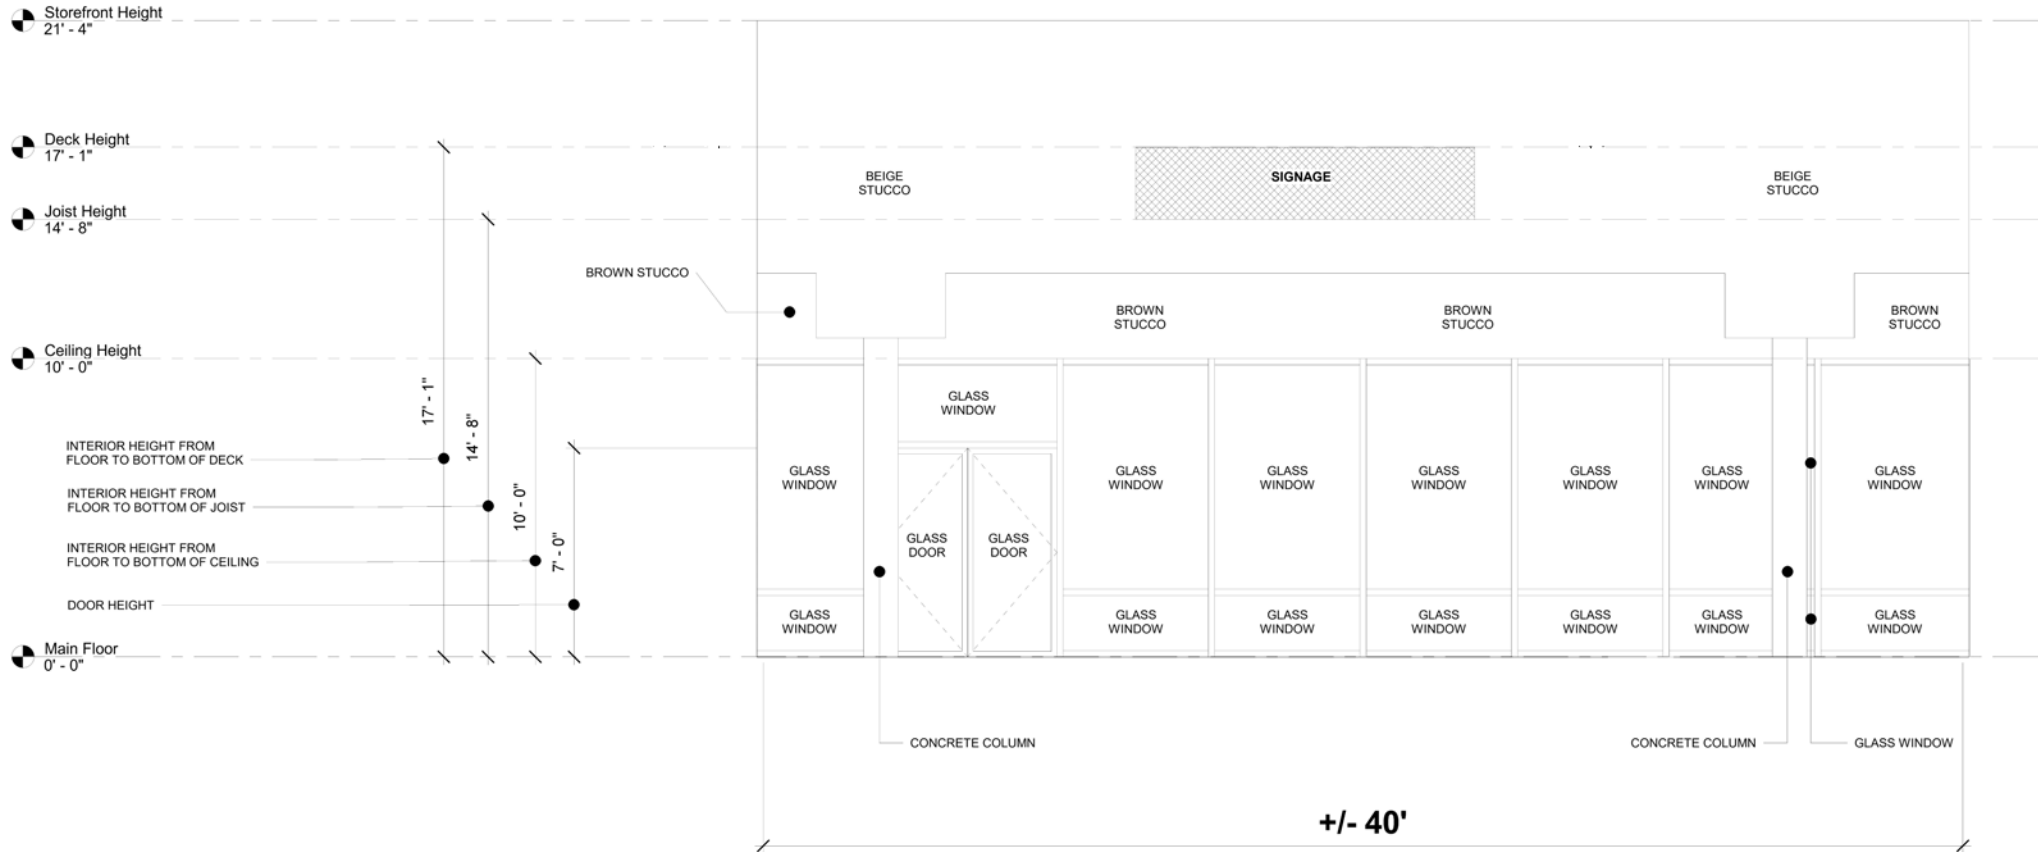 Storefront Height
21' - 4"
Deck Height
17' - 1"
BEIGE
STUCCO
SIGNAGE
BEIGE
STUCCO
Joist Height
14' - 8"
BROWN STUCCO
BROWN
STUCCO
BROWN
STUCCO
BROWN
STUCCO
Ceiling Height
10' - 0"
17' - 1"
14' - 8"
10' - 0"
7' - 0"
GLASS
WINDOW
INTERIOR HEIGHT FROM
FLOOR TO BOTTOM OF DECK
INTERIOR HEIGHT FROM
FLOOR TO BOTTOM OF JOIST
INTERIOR HEIGHT FROM
FLOOR TO BOTTOM OF CEILING
DOOR HEIGHT
GLASS
WINDOW
GLASS
WINDOW
GLASS
WINDOW
GLASS
WINDOW
GLASS
WINDOW
GLASS
WINDOW
GLASS
WINDOW
GLASS
DOOR
GLASS
DOOR
GLASS
WINDOW
GLASS
WINDOW
GLASS
WINDOW
GLASS
WINDOW
GLASS
WINDOW
GLASS
WINDOW
GLASS
WINDOW
Main Floor
0' - 0"
CONCRETE COLUMN
CONCRETE COLUMN
GLASS WINDOW
+/- 40'